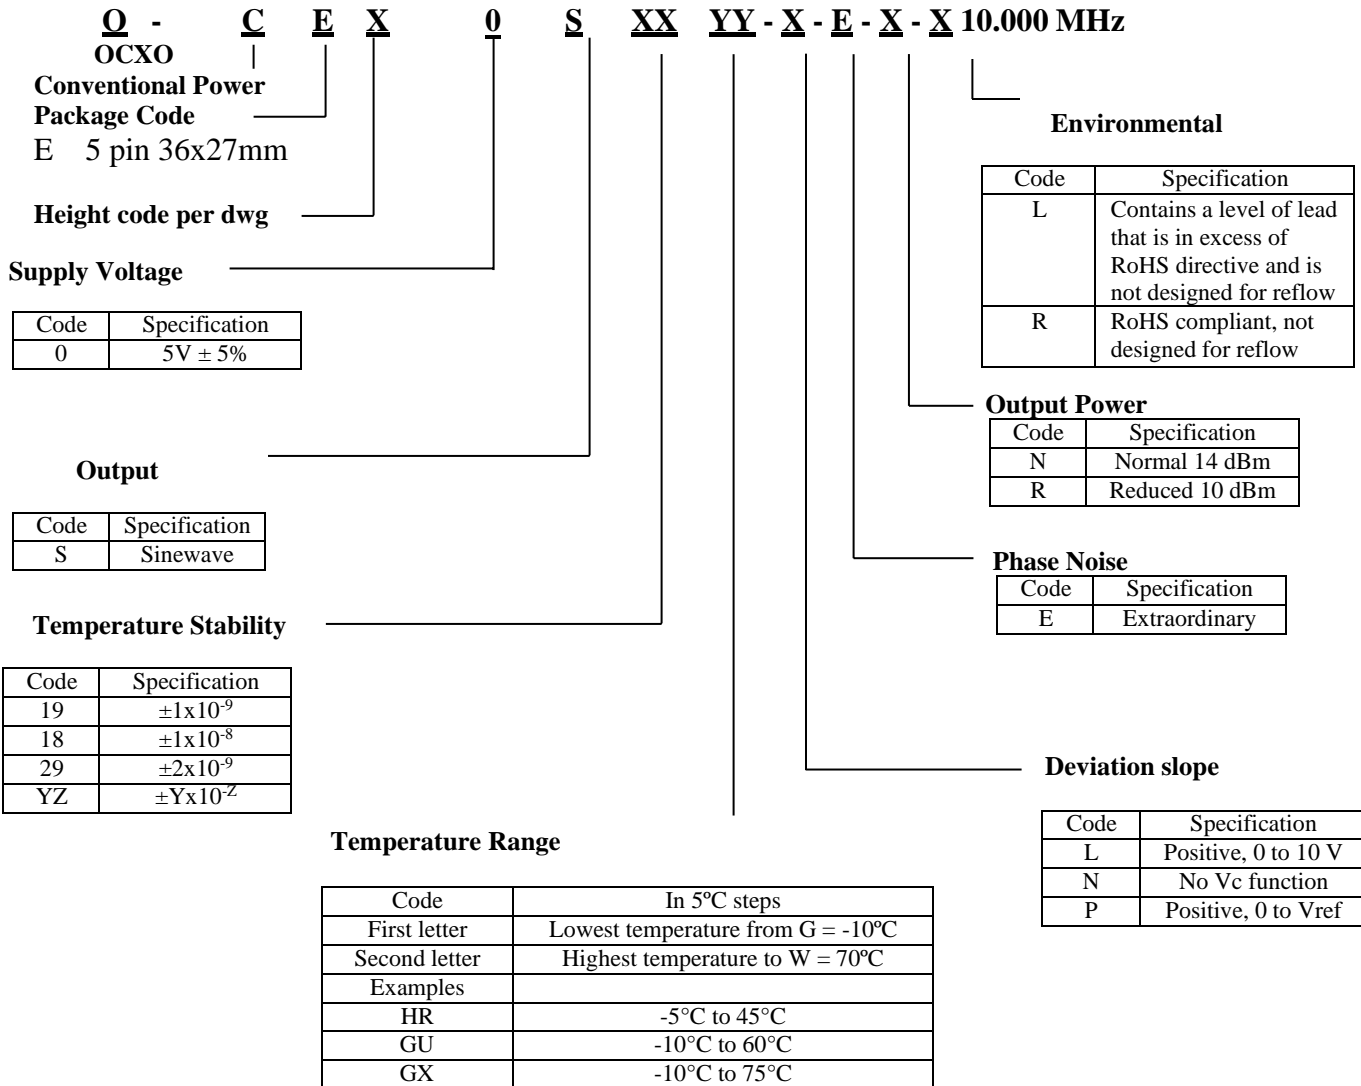 O - C E X 0 S XX YY - X - E - X - X 10.000 MHz
OCXO
Conventional Power
Package Code
E 5 pin 36x27mm
Height code per dwg
Supply Voltage
Code Specification
0 5V ± 5%
Output
Code Specification
S Sinewave
Temperature Stability
Code Specification
19 ±1x10⁻⁹
18 ±1x10⁻⁸
29 ±2x10⁻⁹
YZ ±Yx10⁻ᶻ
Temperature Range
Code In 5ºC steps
First letter Lowest temperature from G = -10ºC
Second letter Highest temperature to W = 70ºC
Examples
HR -5°C to 45°C
GU -10°C to 60°C
GX -10°C to 75°C
Environmental
Code Specification
L Contains a level of lead
that is in excess of
RoHS directive and is
not designed for reflow
R RoHS compliant, not
designed for reflow
Output Power
Code Specification
N Normal 14 dBm
R Reduced 10 dBm
Phase Noise
Code Specification
E Extraordinary
Deviation slope
Code Specification
L Positive, 0 to 10 V
N No Vc function
P Positive, 0 to Vref